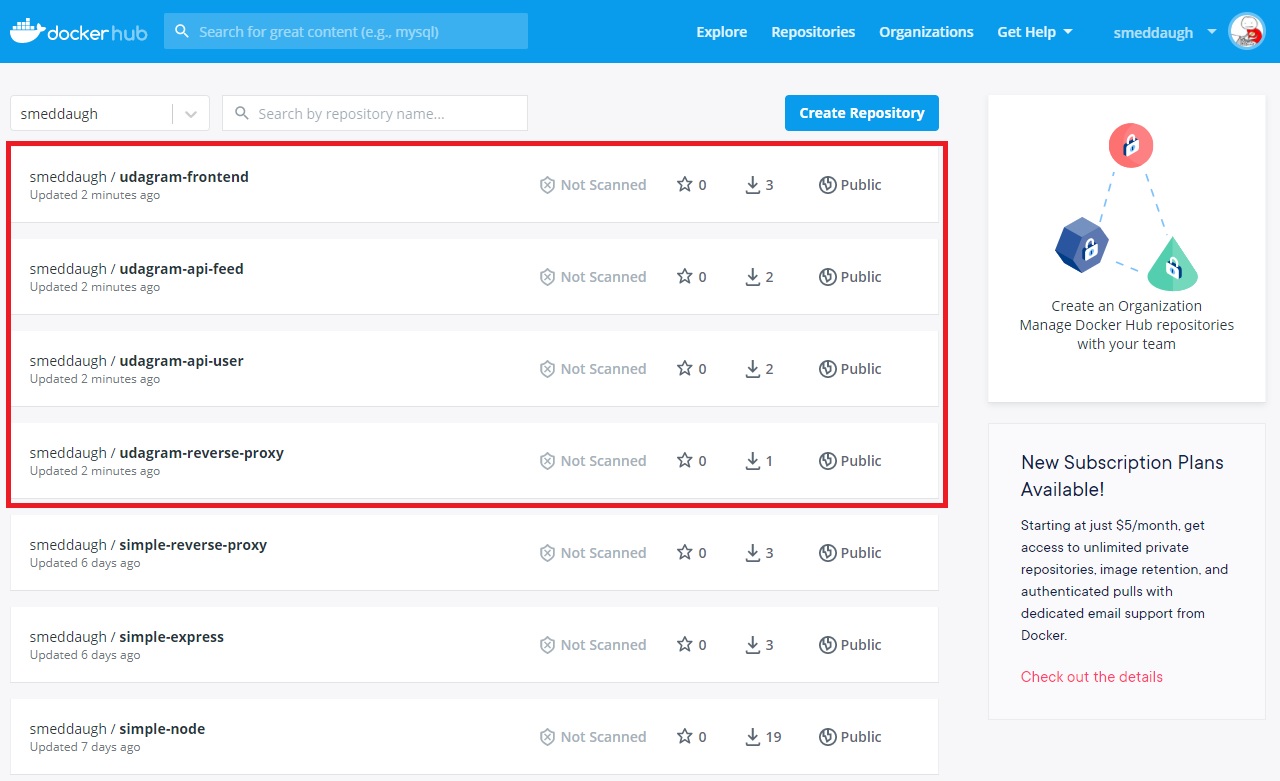 docker hub
Search for great content (e.g., mysql)
Explore
Repositories
Organizations
Get Help
smeddaugh
smeddaugh
Search by repository name...
Create Repository
smeddaugh / udagram-frontend
Updated 2 minutes ago
Not Scanned
0
3
Public
smeddaugh / udagram-api-feed
Updated 2 minutes ago
Not Scanned
0
2
Public
smeddaugh / udagram-api-user
Updated 2 minutes ago
Not Scanned
0
2
Public
smeddaugh / udagram-reverse-proxy
Updated 2 minutes ago
Not Scanned
0
1
Public
smeddaugh / simple-reverse-proxy
Updated 6 days ago
Not Scanned
0
3
Public
smeddaugh / simple-express
Updated 6 days ago
Not Scanned
0
3
Public
smeddaugh / simple-node
Updated 7 days ago
Not Scanned
0
19
Public
Create an Organization
Manage Docker Hub repositories
with your team
New Subscription Plans
Available!
Starting at just $5/month, get
access to unlimited private
repositories, image retention, and
authenticated pulls with
dedicated email support from
Docker.
Check out the details